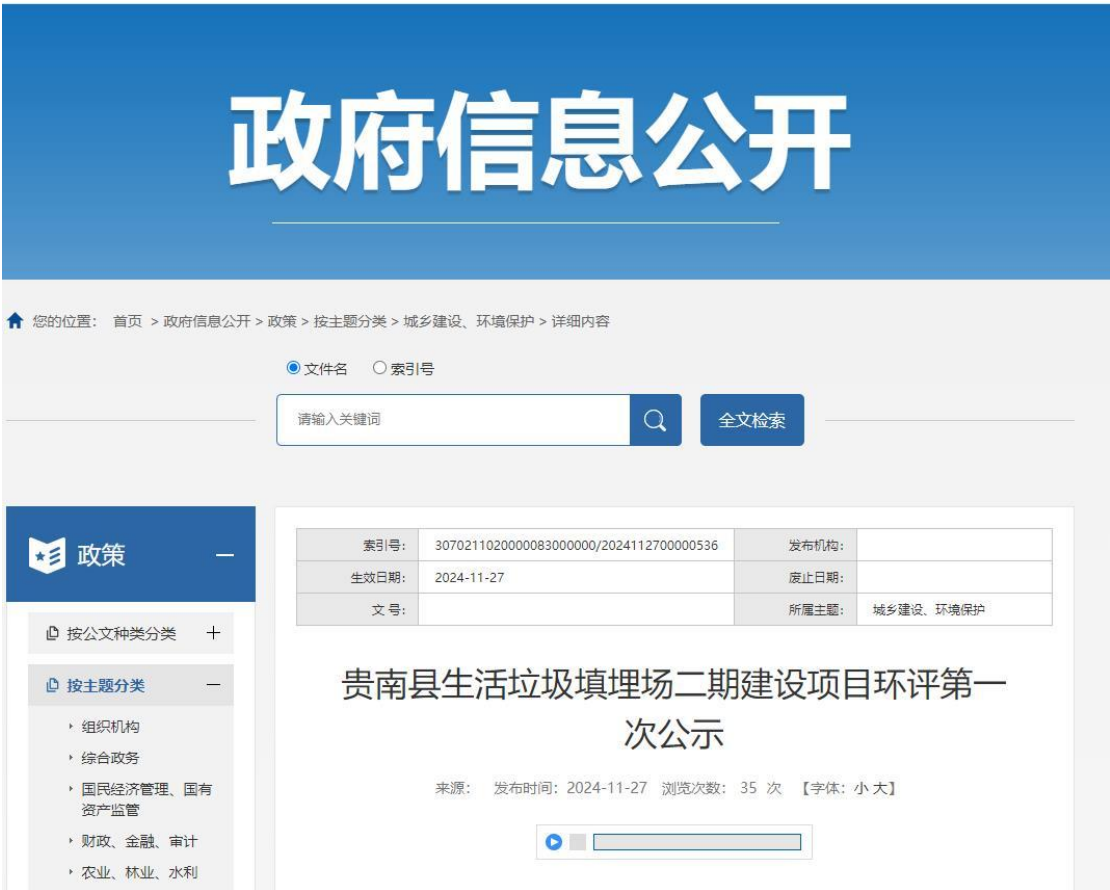 政府信息公开
您的位置： 首页 > 政府信息公开 > 政策 > 按主题分类 > 城乡建设、环境保护 > 详细内容
文件名 索引号
请输入关键词 全文检索
政策
按公文种类分类
按主题分类
组织机构
综合政务
国民经济管理、国有
资产监管
财政、金融、审计
农业、林业、水利
索引号： 3070211020000083000000/2024112700000536 发布机构：
生效日期： 2024-11-27 废止日期：
文 号： 所属主题： 城乡建设、环境保护
贵南县生活垃圾填埋场二期建设项目环评第一
次公示
来源： 发布时间：2024-11-27 浏览次数： 35 次 【字体：小 大】